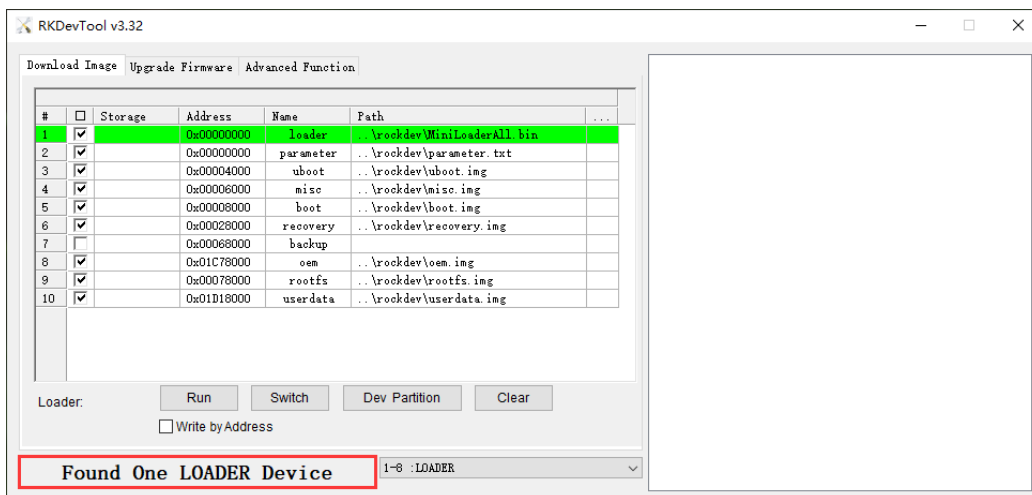 RKDevTool v3.32
Download Image Upgrade Firmware Advanced Function
# Storage Address Name Path ...
1 0x00000000 loader ..\rockdev\MiniLoaderAll.bin
2 0x00000000 parameter ..\rockdev\parameter.txt
3 0x00004000 uboot ..\rockdev\uboot.img
4 0x00006000 misc ..\rockdev\misc.img
5 0x00008000 boot ..\rockdev\boot.img
6 0x00028000 recovery ..\rockdev\recovery.img
7 0x00068000 backup
8 0x01C78000 oem ..\rockdev\oem.img
9 0x00078000 rootfs ..\rockdev\rootfs.img
10 0x01D18000 userdata ..\rockdev\userdata.img
Loader: Run Switch Dev Partition Clear
Write by Address
Found One LOADER Device 1-8 :LOADER